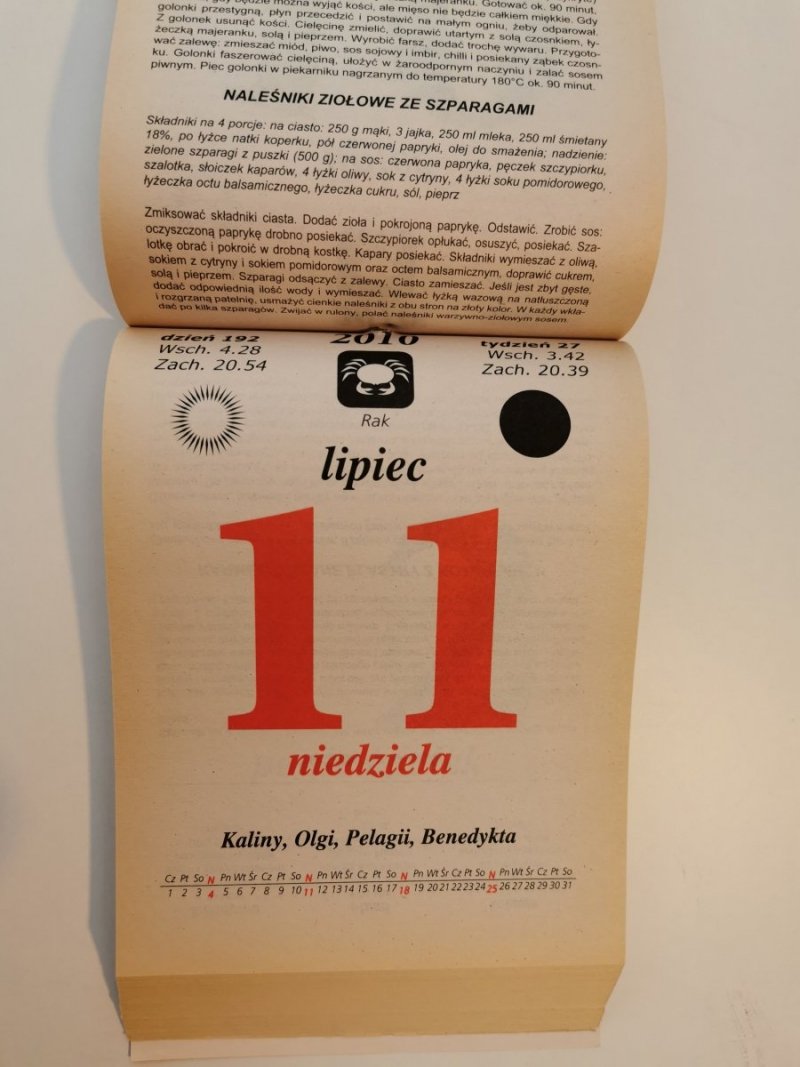 gdy będzie można wyjąć kości, ale mięso nie będzie całkiem miękkie. Gdy
golonki przestygną, płyn przecedzić i postawić na małym ogniu, żeby odparował.
Z golonek usunąć kości. Cielęcinę zmielić, doprawić utartym z solą czosnkiem, ły-
żeczką majeranku, solą i pieprzem. Wyrobić farsz, dodać trochę wywaru. Przygoto-
wać zalewę: zmieszać miód, piwo, sos sojowy i imbir, chilli i posiekany ząbek czosn-
ku. Golonki faszerować cielęciną, ułożyć w żaroodpornym naczyniu i zalać sosem
piwnym. Piec golonki w piekarniku nagrzanym do temperatury 180°C ok. 90 minut.
NALEŚNIKI ZIOŁOWE ZE SZPARAGAMI
Składniki na 4 porcje: na ciasto: 250 g mąki, 3 jajka, 250 ml mleka, 250 ml śmietany
18%, po łyżce natki koperku, pół czerwonej papryki, olej do smażenia; nadzienie:
zielone szparagi z puszki (500 g); na sos: czerwona papryka, pęczek szczypiorku,
szalotka, słoiczek kaparów, 4 łyżki oliwy, sok z cytryny, 4 łyżki soku pomidorowego,
łyżeczka octu balsamicznego, łyżeczka cukru, sól, pieprz
Zmiksować składniki ciasta. Dodać zioła i pokrojoną paprykę. Odstawić. Zrobić sos:
oczyszczoną paprykę drobno posiekać. Szczypiorek opłukać, osuszyć, posiekać. Sza-
lotkę obrać i pokroić w drobną kostkę. Kapary posiekać. Składniki wymieszać z oliwą,
sokiem z cytryny i sokiem pomidorowym oraz octem balsamicznym, doprawić cukrem,
solą i pieprzem. Szparagi odsączyć z zalewy. Ciasto zamieszać. Jeśli jest zbyt gęste,
dodać odpowiednią ilość wody i wymieszać. Wlewać łyżką wazową na natłuszczoną
i rozgrzaną patelnię, usmażyć cienkie naleśniki z obu stron na złoty kolor. W każdy wkła-
dać po kilka szparagów. Zwijać w rulony, polać naleśniki warzywno-ziołowym sosem.
dzień 192 2010 tydzień 27
Wsch. 4.28 Wsch. 3.42
Zach. 20.54 Zach. 20.39
Rak
lipiec
11
niedziela
Kaliny, Olgi, Pelagii, Benedykta
Cz Pt So N Pn Wt Śr Cz Pt So N Pn Wt Śr Cz Pt So N Pn Wt Śr Cz Pt So N Pn Wt Śr Cz Pt So
1 2 3 4 5 6 7 8 9 10 11 12 13 14 15 16 17 18 19 20 21 22 23 24 25 26 27 28 29 30 31